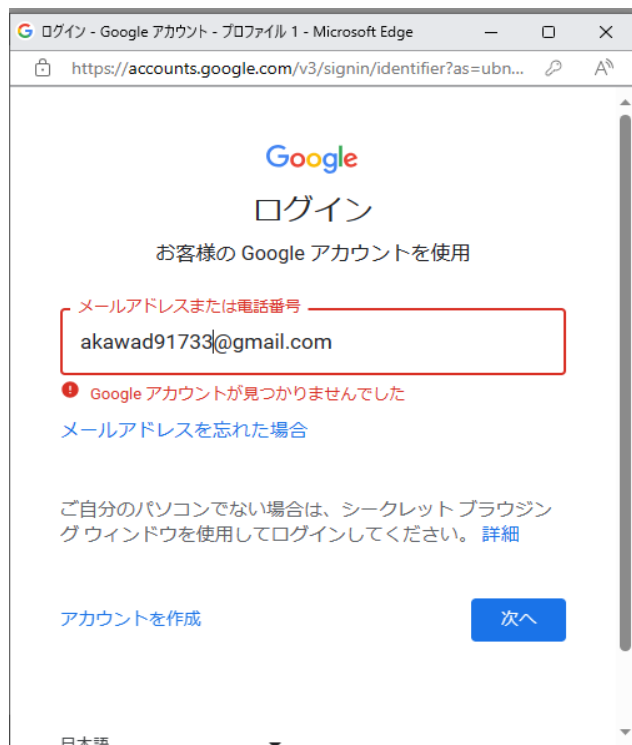 ログイン - Google アカウント - プロファイル 1 - Microsoft Edge
https://accounts.google.com/v3/signin/identifier?as=ubn...
Google
ログイン
お客様の Google アカウントを使用
メールアドレスまたは電話番号
akawad91733@gmail.com
Google アカウントが見つかりませんでした
メールアドレスを忘れた場合
ご自分のパソコンでない場合は、シークレット ブラウジン
グ ウィンドウを使用してログインしてください。 詳細
アカウントを作成
次へ
日本語